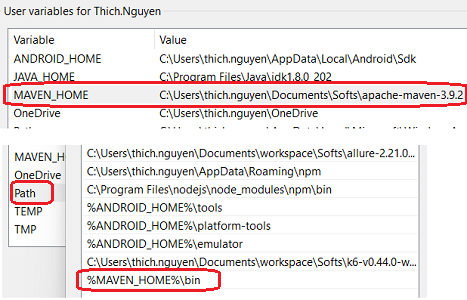 User variables for Thich.Nguyen
Variable Value
ANDROID_HOME C:\Users\thich.nguyen\AppData\Local\Android\Sdk
JAVA_HOME C:\Program Files\Java\jdk1.8.0_202
MAVEN_HOME C:\Users\thich.nguyen\Documents\Softs\apache-maven-3.9.2
OneDrive C:\Users\thich.nguyen\OneDrive
MAVEN_H
OneDrive
Path
TEMP
TMP
C:\Users\thich.nguyen\Documents\workspace\Softs\allure-2.21.0...
C:\Users\thich.nguyen\AppData\Roaming\npm
C:\Program Files\nodejs\node_modules\npm\bin
%ANDROID_HOME%\tools
%ANDROID_HOME%\platform-tools
%ANDROID_HOME%\emulator
C:\Users\thich.nguyen\Documents\workspace\Softs\k6-v0.44.0-w...
%MAVEN_HOME%\bin